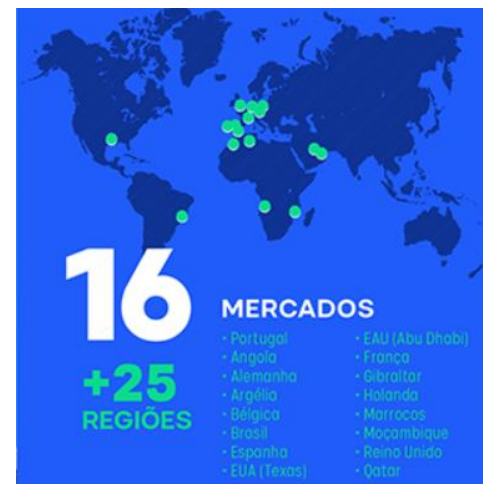 16
+25
REGIÕES
MERCADOS
• Portugal
• Angola
• Alemanha
• Argélia
• Bélgica
• Brasil
• Espanha
• EUA (Texas)
• EAU (Abu Dhabi)
• França
• Gibraltar
• Holanda
• Marrocos
• Moçambique
• Reino Unido
• Qatar